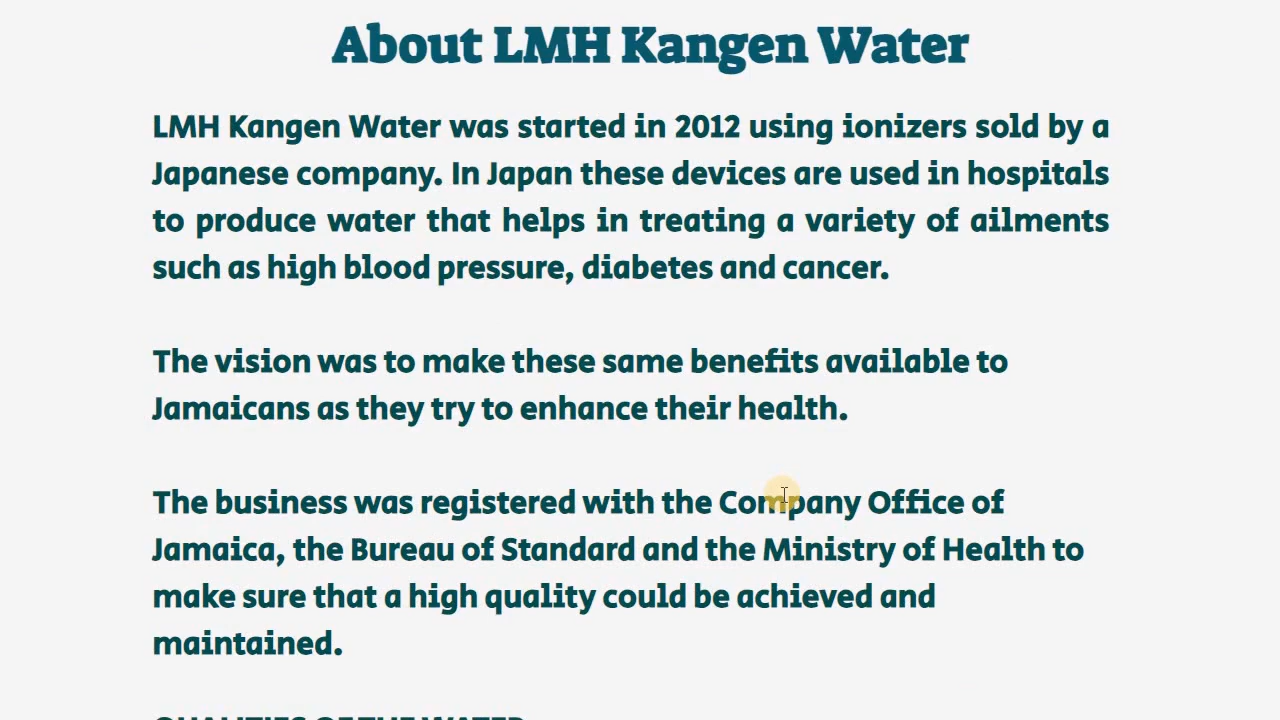 About LMH Kangen Water
LMH Kangen Water was started in 2012 using ionizers sold by a
Japanese company. In Japan these devices are used in hospitals
to produce water that helps in treating a variety of ailments
such as high blood pressure, diabetes and cancer.
The vision was to make these same benefits available to
Jamaicans as they try to enhance their health.
The business was registered with the Company Office of
Jamaica, the Bureau of Standard and the Ministry of Health to
make sure that a high quality could be achieved and
maintained.
QUALITIES OF THE WATER